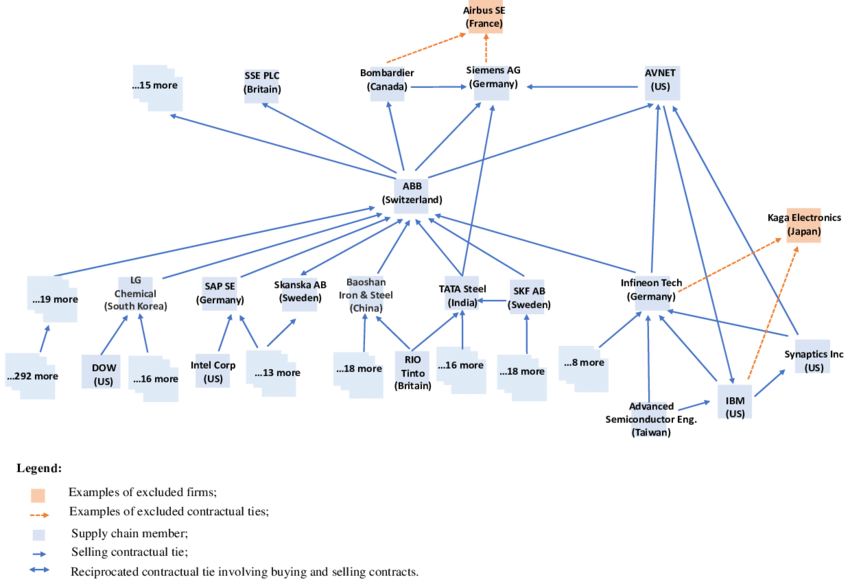 Airbus SE
(France)
...15 more
SSE PLC
(Britain)
Bombardier
(Canada)
Siemens AG
(Germany)
AVNET
(US)
ABB
(Switzerland)
Kaga Electronics
(Japan)
...19 more
LG
Chemical
(South Korea)
SAP SE
(Germany)
Skanska AB
(Sweden)
Baoshan
Iron & Steel
(China)
TATA Steel
(India)
SKF AB
(Sweden)
Infineon Tech
(Germany)
...292 more
DOW
(US)
...16 more
Intel Corp
(US)
...13 more
...18 more
RIO
Tinto
(Britain)
...16 more
...18 more
...8 more
Synaptics Inc
(US)
Advanced
Semiconductor Eng.
(Taiwan)
IBM
(US)
Legend:
Examples of excluded firms;
Examples of excluded contractual ties;
Supply chain member;
Selling contractual tie;
Reciprocated contractual tie involving buying and selling contracts.